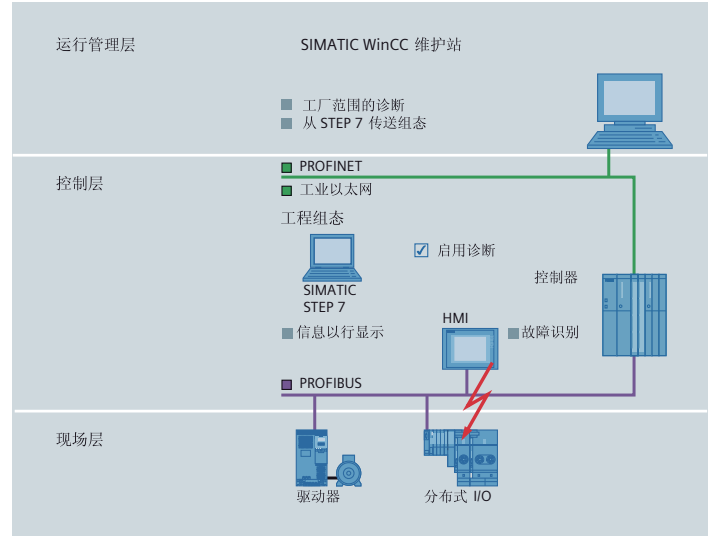 运行管理层
SIMATIC WinCC 维护站
工厂范围的诊断
从 STEP 7 传送组态
PROFINET
控制层
工业以太网
工程组态
启用诊断
控制器
SIMATIC
STEP 7
HMI
信息以行显示
故障识别
PROFIBUS
现场层
驱动器
分布式 I/O